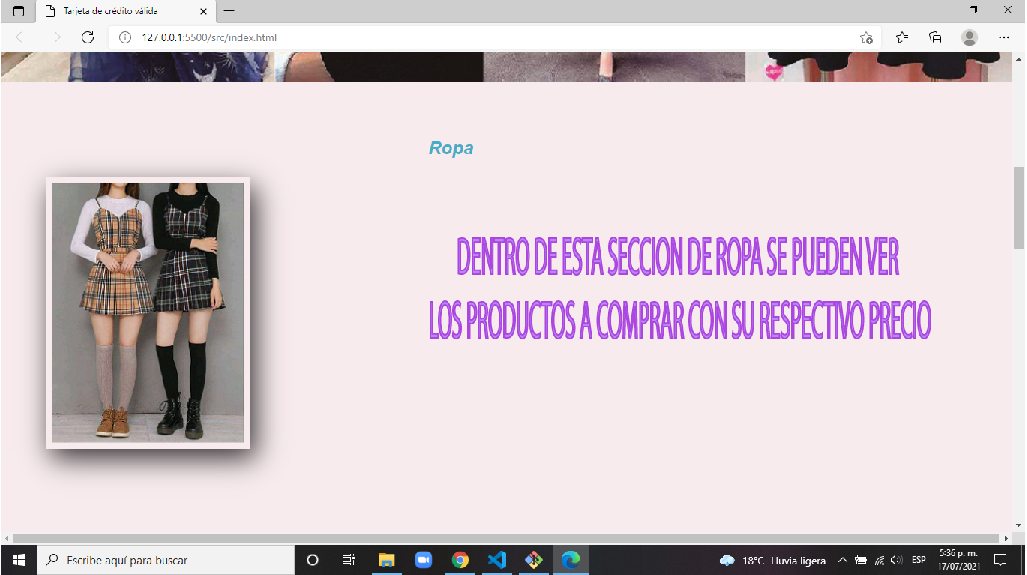 Tarjeta de crédito válida
127.0.0.1:5500/src/index.html
Ropa
DENTRO DE ESTA SECCION DE ROPA SE PUEDEN VER
LOS PRODUCTOS A COMPRAR CON SU RESPECTIVO PRECIO
Escribe aquí para buscar
18°C Lluvia ligera
ESP
5:36 p. m.
17/07/2021